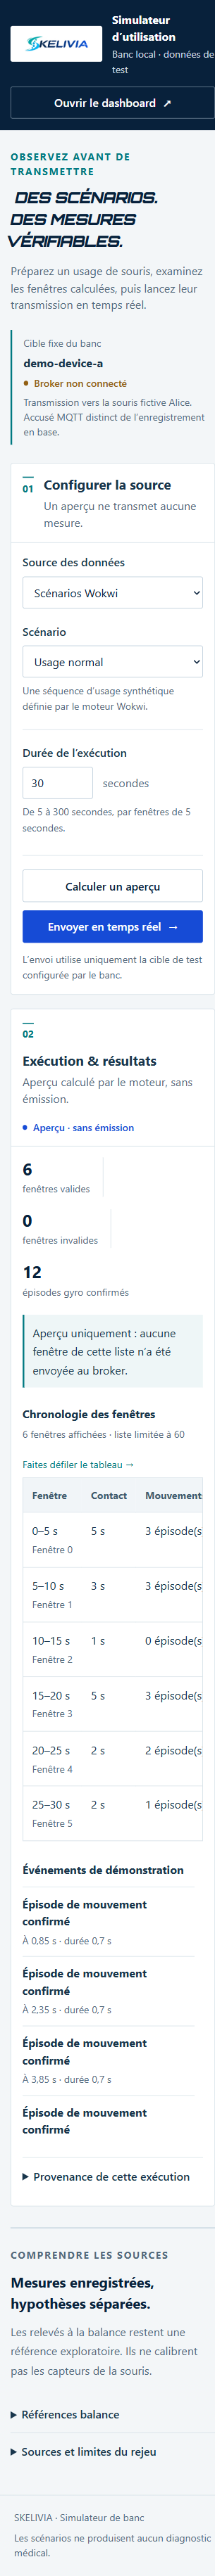 SKELIVIA
Simulateur
d'utilisation
Banc local · données de
test
Ouvrir le dashboard ↗
OBSERVEZ AVANT DE
TRANSMETTRE
DES SCÉNARIOS.
DES MESURES
VÉRIFIABLES.
Préparez un usage de souris, examinez
les fenêtres calculées, puis lancez leur
transmission en temps réel.
Cible fixe du banc
demo-device-a
Broker non connecté
Transmission vers la souris fictive Alice.
Accusé MQTT distinct de l'enregistrement
en base.
01
Configurer la source
Un aperçu ne transmet aucune
mesure.
Source des données
Scénarios Wokwi
Scénario
Usage normal
Une séquence d'usage synthétique
définie par le moteur Wokwi.
Durée de l'exécution
30 secondes
De 5 à 300 secondes, par fenêtres de 5
secondes.
Calculer un aperçu
Envoyer en temps réel →
L'envoi utilise uniquement la cible de test
configurée par le banc.
02
Exécution & résultats
Aperçu calculé par le moteur, sans
émission.
Aperçu · sans émission
6
fenêtres valides
0
fenêtres invalides
12
épisodes gyro confirmés
Aperçu uniquement : aucune
fenêtre de cette liste n'a été
envoyée au broker.
Chronologie des fenêtres
6 fenêtres affichées · liste limitée à 60
Faites défiler le tableau →
Fenêtre Contact Mouvement
0–5 s 5 s 3 épisode(s
Fenêtre 0
5–10 s 3 s 3 épisode(s
Fenêtre 1
10–15 s 1 s 0 épisode(s
Fenêtre 2
15–20 s 5 s 3 épisode(s
Fenêtre 3
20–25 s 2 s 2 épisode(s
Fenêtre 4
25–30 s 2 s 1 épisode(s
Fenêtre 5
Événements de démonstration
Épisode de mouvement
confirmé
À 0,85 s · durée 0,7 s
Épisode de mouvement
confirmé
À 2,35 s · durée 0,7 s
Épisode de mouvement
confirmé
À 3,85 s · durée 0,7 s
Épisode de mouvement
confirmé
Provenance de cette exécution
COMPRENDRE LES SOURCES
Mesures enregistrées,
hypothèses séparées.
Les relevés à la balance restent une
référence exploratoire. Ils ne calibrent
pas les capteurs de la souris.
Références balance
Sources et limites du rejeu
SKELIVIA · Simulateur de banc
Les scénarios ne produisent aucun diagnostic
médical.